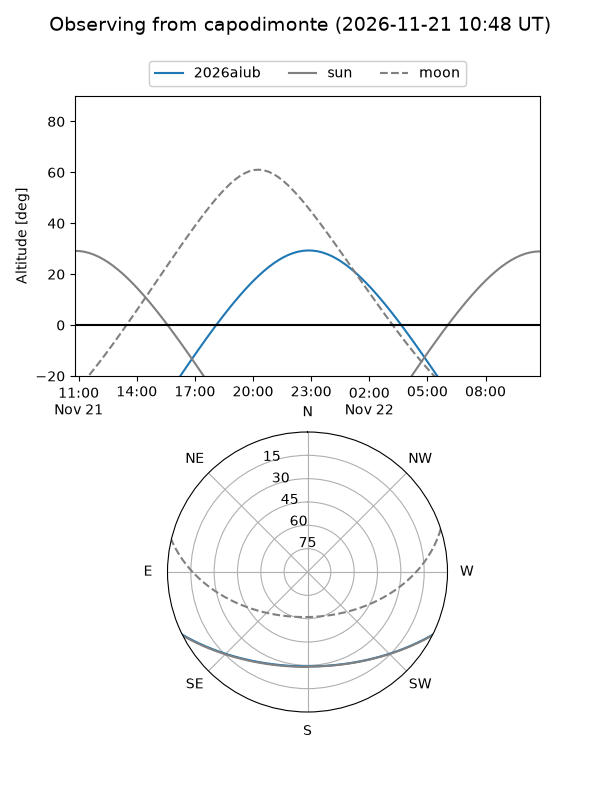 Observing from capodimonte (2026-11-21 10:48 UT)
2026aiub sun moon
Altitude [deg]
80
60
40
20
0
−20
11:00 14:00 17:00 20:00 23:00 02:00 05:00 08:00
Nov 21 Nov 22
N
NE NW
15
30
45
60
75
E W
SE SW
S